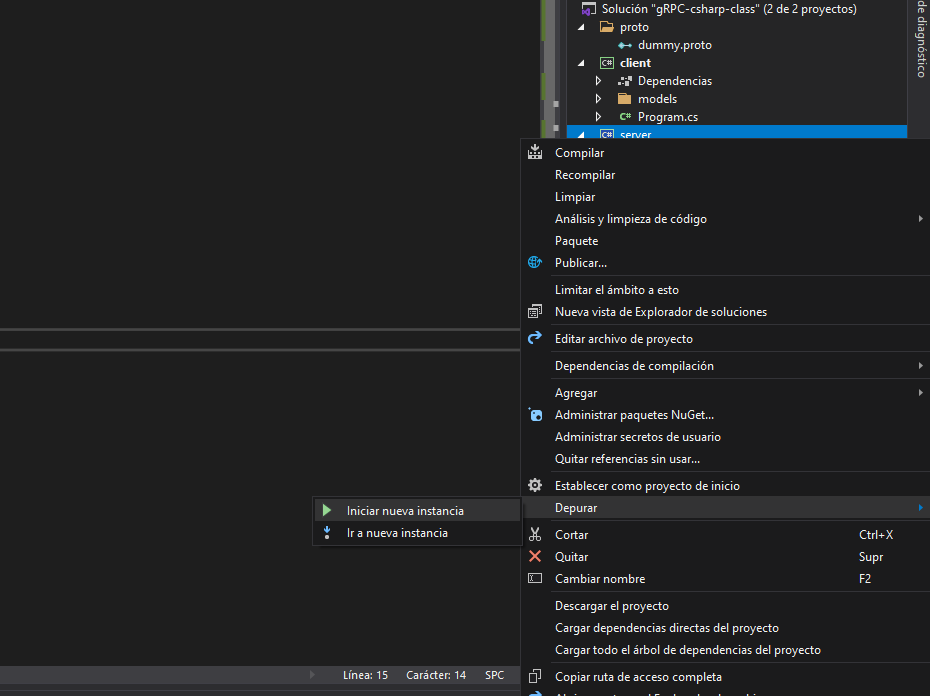 Solución "gRPC-csharp-class" (2 de 2 proyectos)
proto
dummy.proto
client
Dependencias
models
Program.cs
server
de diagnóstico
Compilar
Recompilar
Limpiar
Análisis y limpieza de código
Paquete
Publicar...
Limitar el ámbito a esto
Nueva vista de Explorador de soluciones
Editar archivo de proyecto
Dependencias de compilación
Agregar
Administrar paquetes NuGet...
Administrar secretos de usuario
Quitar referencias sin usar...
Establecer como proyecto de inicio
Depurar
Iniciar nueva instancia
Ir a nueva instancia
Cortar Ctrl+X
Quitar Supr
Cambiar nombre F2
Descargar el proyecto
Cargar dependencias directas del proyecto
Cargar todo el árbol de dependencias del proyecto
Copiar ruta de acceso completa
Línea: 15 Carácter: 14 SPC